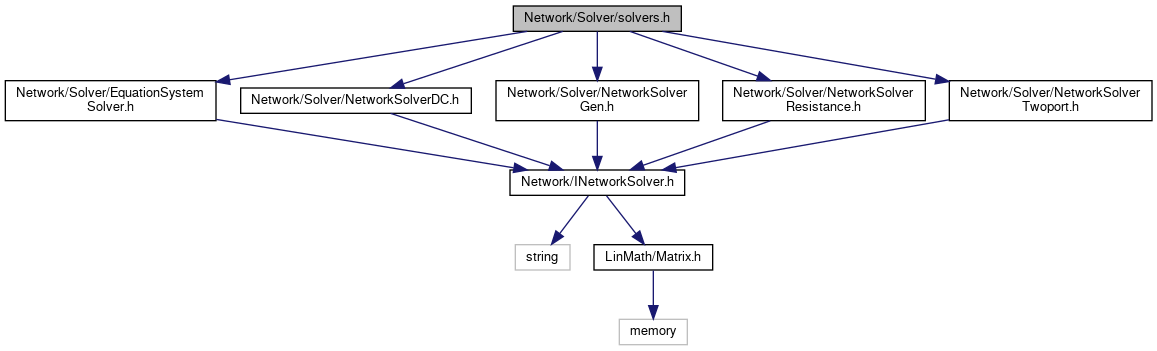 Network/Solver/solvers.h
Network/Solver/EquationSystem
Solver.h
Network/Solver/NetworkSolverDC.h
Network/Solver/NetworkSolver
Gen.h
Network/Solver/NetworkSolver
Resistance.h
Network/Solver/NetworkSolver
Twoport.h
Network/INetworkSolver.h
string
LinMath/Matrix.h
memory